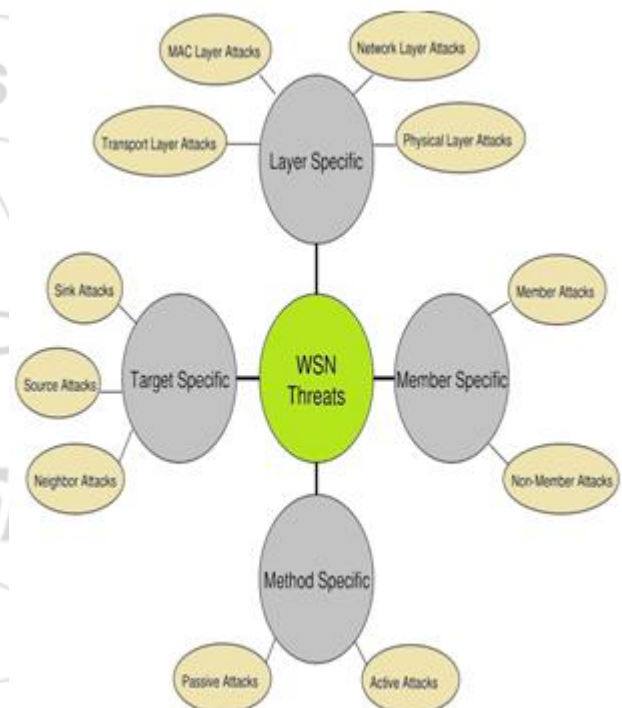 MAC Layer Attacks
Network Layer Attacks
Transport Layer Attacks
Physical Layer Attacks
Layer Specific
Sink Attacks
Source Attacks
Neighbor Attacks
Target Specific
WSN
Threats
Member Specific
Member Attacks
Non-Member Attacks
Method Specific
Passive Attacks
Active Attacks